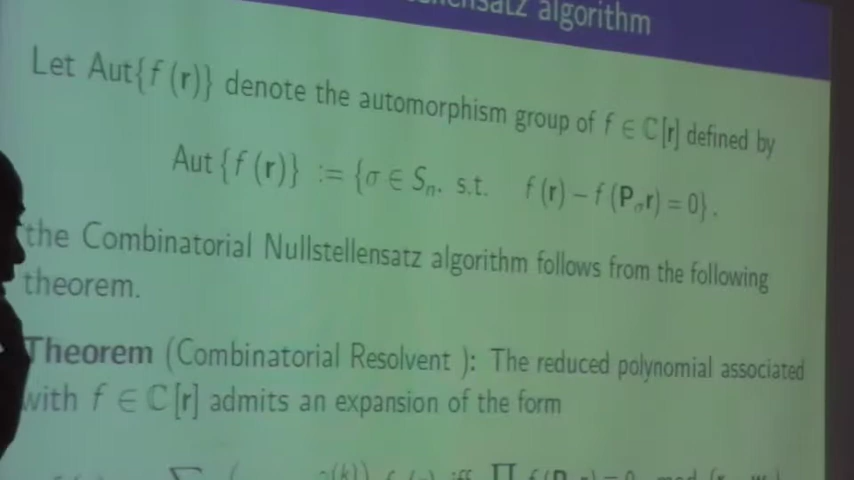 algorithm
Let Aut{f (r)} denote the automorphism group of f ∈ ℂ[r] defined by
Aut {f (r)} := {σ ∈ Sₙ. s.t. f (r) − f (P_σ r) = 0} .
the Combinatorial Nullstellensatz algorithm follows from the following
theorem.
Theorem (Combinatorial Resolvent ): The reduced polynomial associated
with f ∈ ℂ [r] admits an expansion of the form